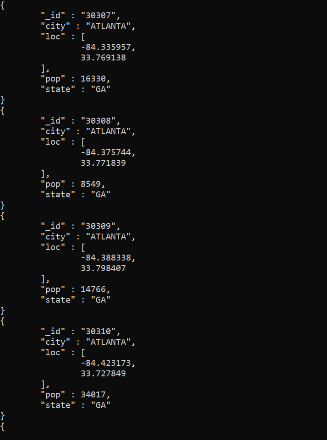 {
"_id" : "30307",
"city" : "ATLANTA",
"loc" : [
-84.335957,
33.769138
],
"pop" : 16330,
"state" : "GA"
}
{
"_id" : "30308",
"city" : "ATLANTA",
"loc" : [
-84.375744,
33.771839
],
"pop" : 8549,
"state" : "GA"
}
{
"_id" : "30309",
"city" : "ATLANTA",
"loc" : [
-84.388338,
33.798407
],
"pop" : 14766,
"state" : "GA"
}
{
"_id" : "30310",
"city" : "ATLANTA",
"loc" : [
-84.423173,
33.727849
],
"pop" : 34017,
"state" : "GA"
}
{